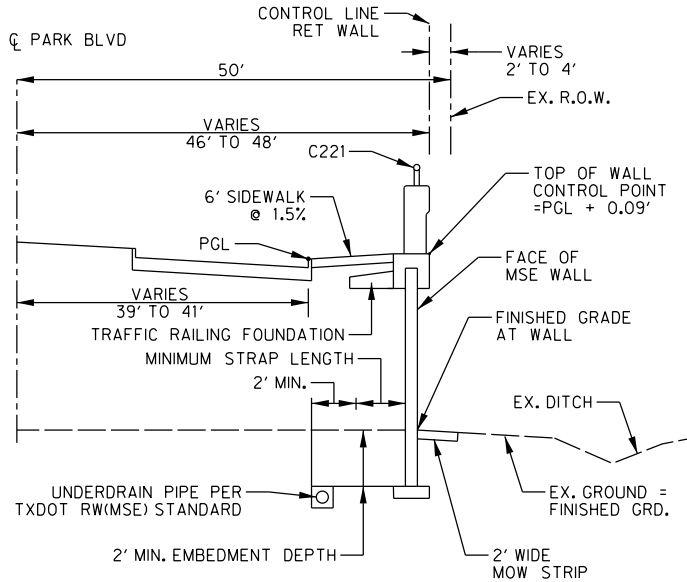 CONTROL LINE
RET WALL
℄ PARK BLVD
VARIES
2' TO 4'
50'
EX. R.O.W.
VARIES
46' TO 48'
C221
TOP OF WALL
CONTROL POINT
=PGL + 0.09'
6' SIDEWALK
@ 1.5%
PGL
FACE OF
MSE WALL
VARIES
39' TO 41'
TRAFFIC RAILING FOUNDATION
FINISHED GRADE
AT WALL
MINIMUM STRAP LENGTH
2' MIN.
EX. DITCH
UNDERDRAIN PIPE PER
TXDOT RW(MSE) STANDARD
EX. GROUND =
FINISHED GRD.
2' MIN. EMBEDMENT DEPTH
2' WIDE
MOW STRIP